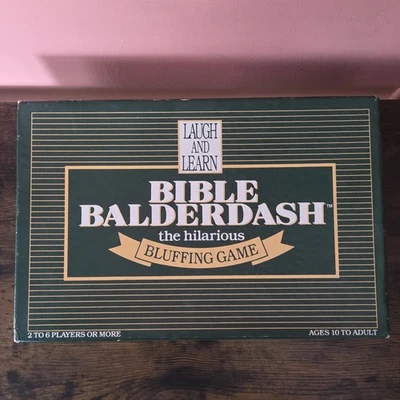 LAUGH
AND
LEARN
BIBLE
BALDERDASH™
the hilarious
BLUFFING GAME
2 TO 6 PLAYERS OR MORE
AGES 10 TO ADULT